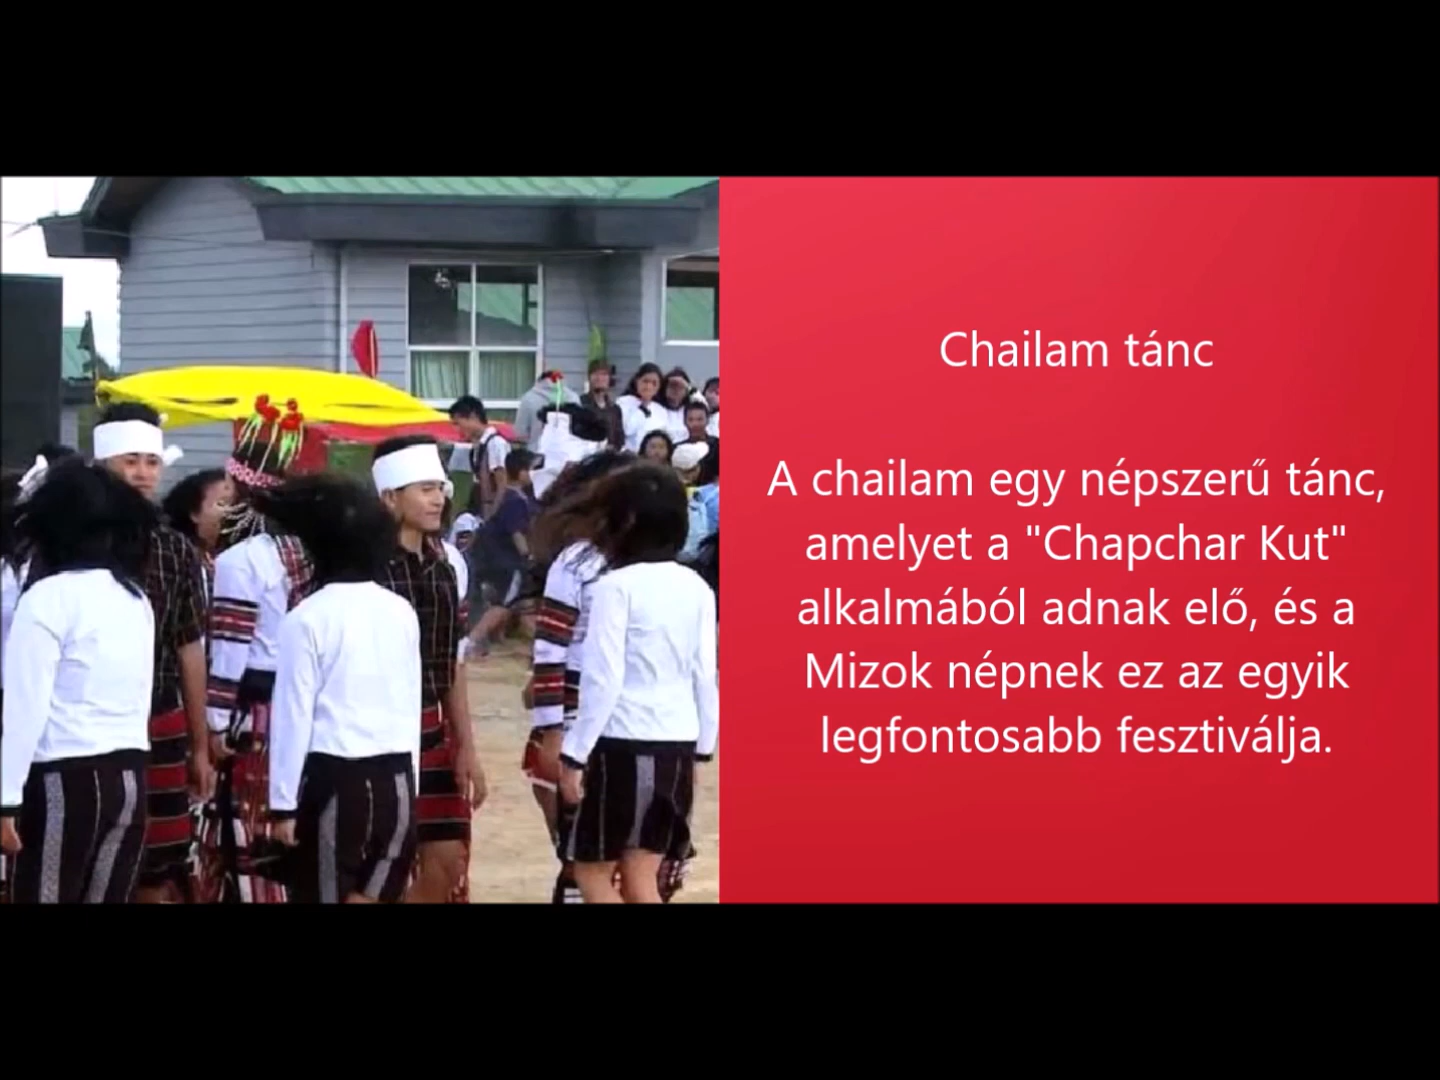 Chailam tánc
A chailam egy népszerű tánc,
amelyet a "Chapchar Kut"
alkalmából adnak elő, és a
Mizok népnek ez az egyik
legfontosabb fesztiválja.